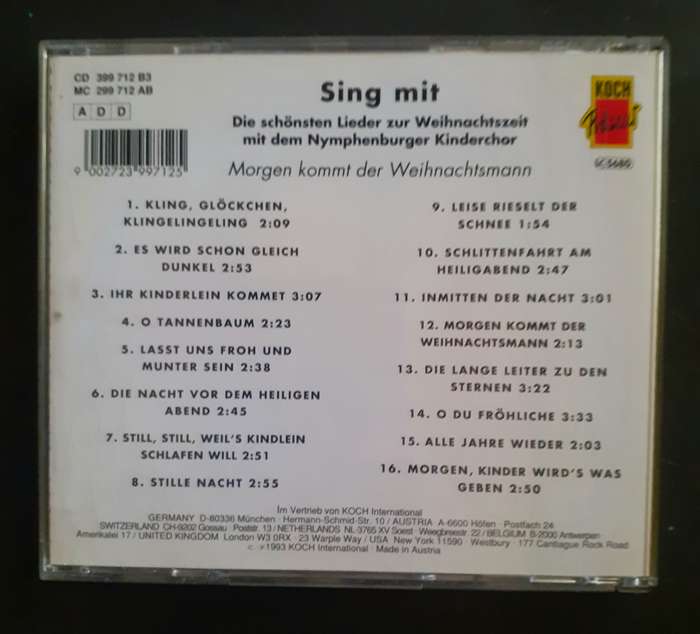 CD 399 712 B3
MC 299 712 AB
A D D
9 002723 997125
Sing mit
Die schönsten Lieder zur Weihnachtszeit
mit dem Nymphenburger Kinderchor
Morgen kommt der Weihnachtsmann
KOCH
LC 5680
1. KLING, GLÖCKCHEN,
KLINGELINGELING 2:09
2. ES WIRD SCHON GLEICH
DUNKEL 2:53
3. IHR KINDERLEIN KOMMET 3:07
4. O TANNENBAUM 2:23
5. LASST UNS FROH UND
MUNTER SEIN 2:38
6. DIE NACHT VOR DEM HEILIGEN
ABEND 2:45
7. STILL, STILL, WEIL'S KINDLEIN
SCHLAFEN WILL 2:51
8. STILLE NACHT 2:55
9. LEISE RIESELT DER
SCHNEE 1:54
10. SCHLITTENFAHRT AM
HEILIGABEND 2:47
11. INMITTEN DER NACHT 3:01
12. MORGEN KOMMT DER
WEIHNACHTSMANN 2:13
13. DIE LANGE LEITER ZU DEN
STERNEN 3:22
14. O DU FRÖHLICHE 3:33
15. ALLE JAHRE WIEDER 2:03
16. MORGEN, KINDER WIRD'S WAS
GEBEN 2:50
Im Vertrieb von KOCH International
GERMANY D-80336 München · Hermann-Schmid-Str. 10 / AUSTRIA A-6600 Höfen · Postfach 24
SWITZERLAND CH-9202 Gossau · Poststr. 13 / NETHERLANDS NL-3765 XV Soest · Weegbreestr. 22 / BELGIUM B-2000 Antwerpen
Amerikalei 17 / UNITED KINGDOM London W3 0RX · 23 Warple Way / USA New York 11590 · Westbury · 177 Cantiague Rock Road
1993 KOCH International · Made in Austria